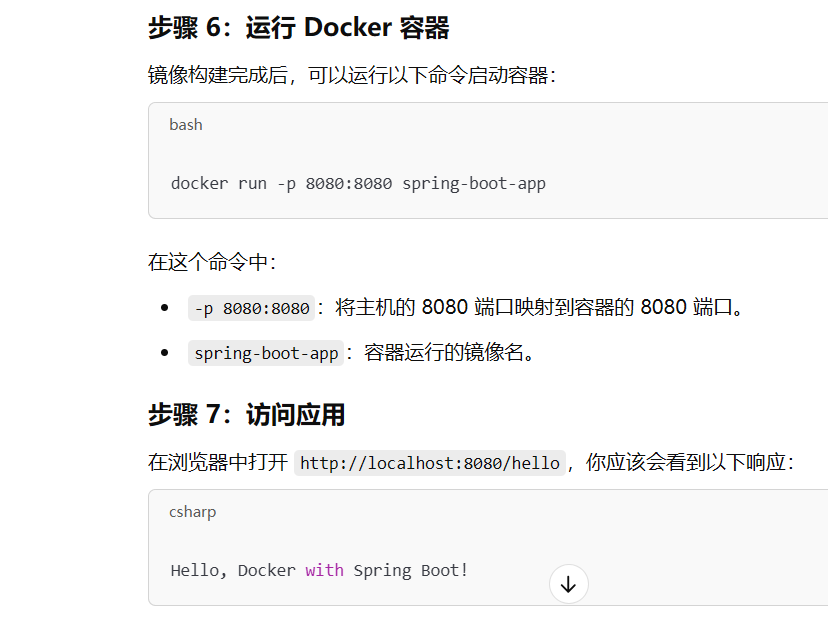 步骤 6：运行 Docker 容器
镜像构建完成后，可以运行以下命令启动容器：
bash
docker run -p 8080:8080 spring-boot-app
在这个命令中：
-p 8080:8080：将主机的 8080 端口映射到容器的 8080 端口。
spring-boot-app：容器运行的镜像名。
步骤 7：访问应用
在浏览器中打开 http://localhost:8080/hello，你应该会看到以下响应：
csharp
Hello, Docker with Spring Boot!